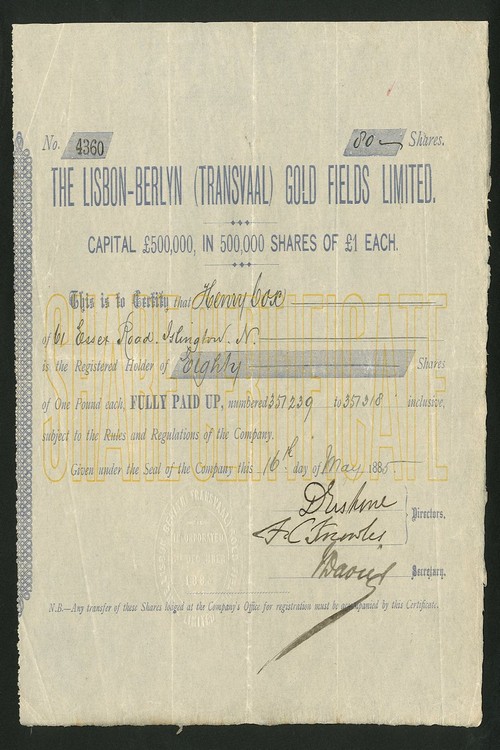 No. 4360 80 Shares.
THE LISBON-BERLYN (TRANSVAAL) GOLD FIELDS LIMITED.
CAPITAL £500,000, IN 500,000 SHARES OF £1 EACH.
SHARE CERTIFICATE
This is to Certify that Henry Cox
of 61 Essex Road. Islington. N.
is the Registered Holder of Eighty Shares
of One Pound each, FULLY PAID UP, numbered 357239 to 357318 inclusive,
SHARE CERTIFICATE
subject to the Rules and Regulations of the Company.
Given under the Seal of the Company this 16th day of May 1885.
Directors.
Secretary.
N.B.—Any transfer of these Shares lodged at the Company's Office for registration must be accompanied by this Certificate.